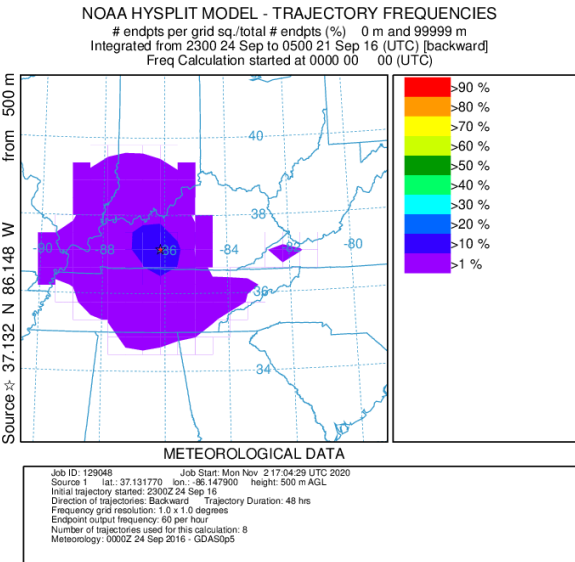 NOAA HYSPLIT MODEL - TRAJECTORY FREQUENCIES
# endpts per grid sq./total # endpts (%) 0 m and 99999 m
Integrated from 2300 24 Sep to 0500 21 Sep 16 (UTC) [backward]
Freq Calculation started at 0000 00 00 (UTC)
Source ☆ 37.132 N 86.148 W from 500 m
40
38
-90 -88 -86 -84 -82 -80
36
34
>90 %
>80 %
>70 %
>60 %
>50 %
>40 %
>30 %
>20 %
>10 %
>1 %
METEOROLOGICAL DATA
Job ID: 129048 Job Start: Mon Nov 2 17:04:29 UTC 2020
Source 1 lat.: 37.131770 lon.: -86.147900 height: 500 m AGL
Initial trajectory started: 2300Z 24 Sep 16
Direction of trajectories: Backward Trajectory Duration: 48 hrs
Frequency grid resolution: 1.0 x 1.0 degrees
Endpoint output frequency: 60 per hour
Number of trajectories used for this calculation: 8
Meteorology: 0000Z 24 Sep 2016 - GDAS0p5